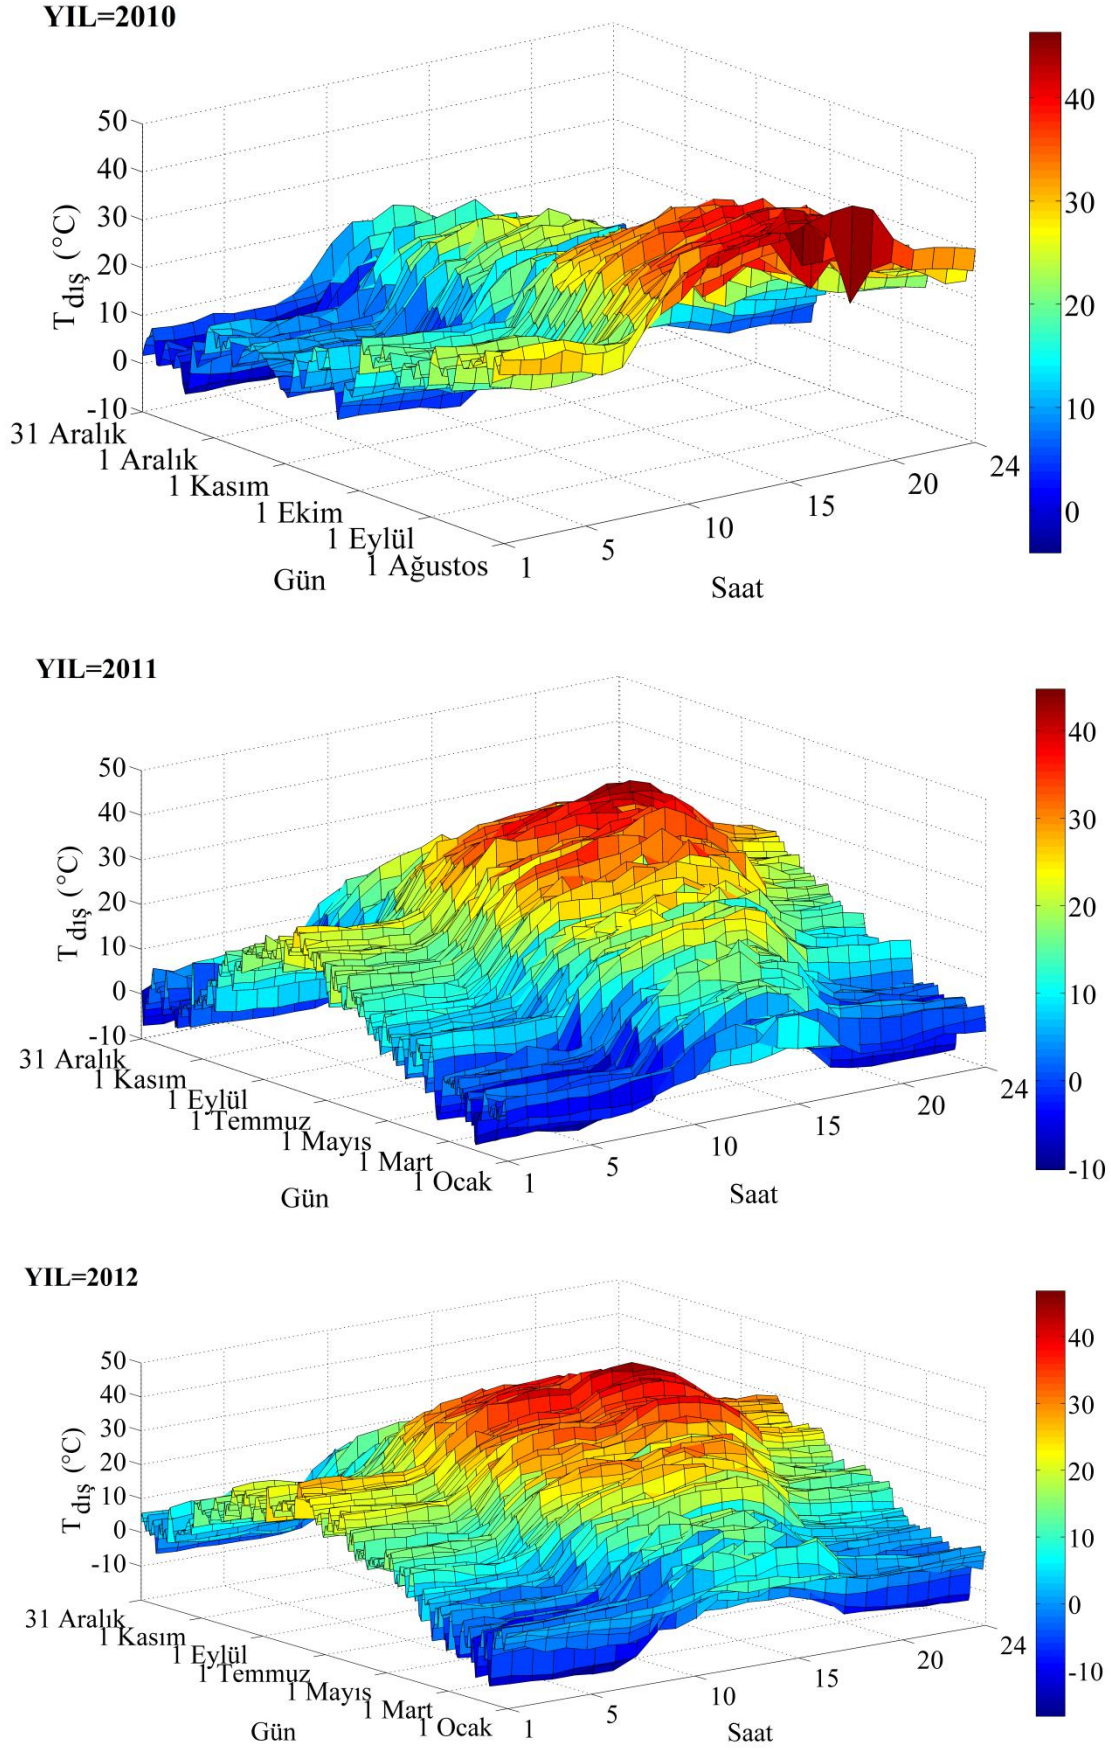 YIL=2010
50
40
30
20
10
0
-10
T dış (°C)
31 Aralık
1 Aralık
1 Kasım
1 Ekim
1 Eylül
1 Ağustos
Gün
1
5
10
15
20
24
Saat
40
30
20
10
0
YIL=2011
50
40
30
20
10
0
-10
T dış (°C)
31 Aralık
1 Kasım
1 Eylül
1 Temmuz
1 Mayıs
1 Mart
1 Ocak
Gün
1
5
10
15
20
24
Saat
40
30
20
10
0
-10
YIL=2012
50
40
30
20
10
0
-10
T dış (°C)
31 Aralık
1 Kasım
1 Eylül
1 Temmuz
1 Mayıs
1 Mart
1 Ocak
Gün
1
5
10
15
20
24
Saat
40
30
20
10
0
-10